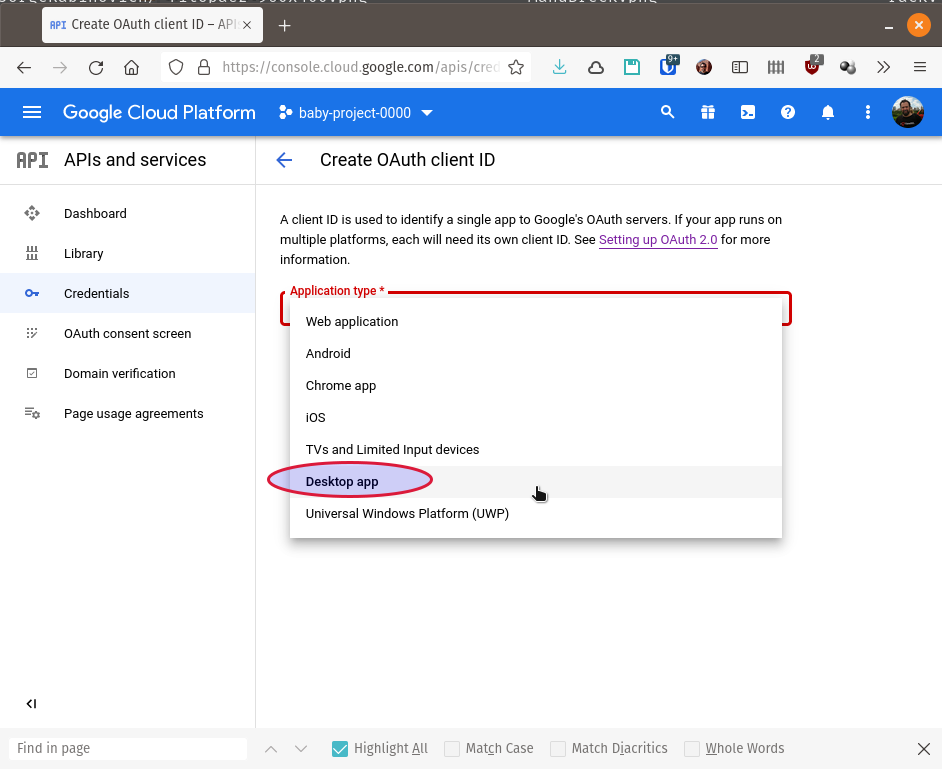 API Create OAuth client ID – API
https://console.cloud.google.com/apis/cred
9+
2
Google Cloud Platform
baby-project-0000
API APIs and services
Create OAuth client ID
Dashboard
Library
Credentials
OAuth consent screen
Domain verification
Page usage agreements
A client ID is used to identify a single app to Google's OAuth servers. If your app runs on
multiple platforms, each will need its own client ID. See Setting up OAuth 2.0 for more
information.
Application type *
Web application
Android
Chrome app
iOS
TVs and Limited Input devices
Desktop app
Universal Windows Platform (UWP)
Find in page
Highlight All
Match Case
Match Diacritics
Whole Words